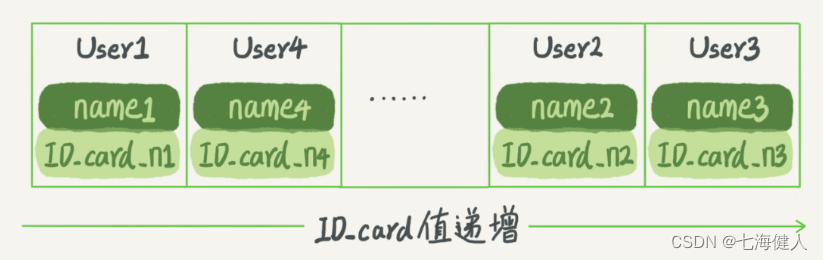 User1 User4 User2 User3
name1 name4 ...... name2 name3
ID_card_n1 ID_card_n4 ID_card_n2 ID_card_n3
ID_card值递增
CSDN @七海健人